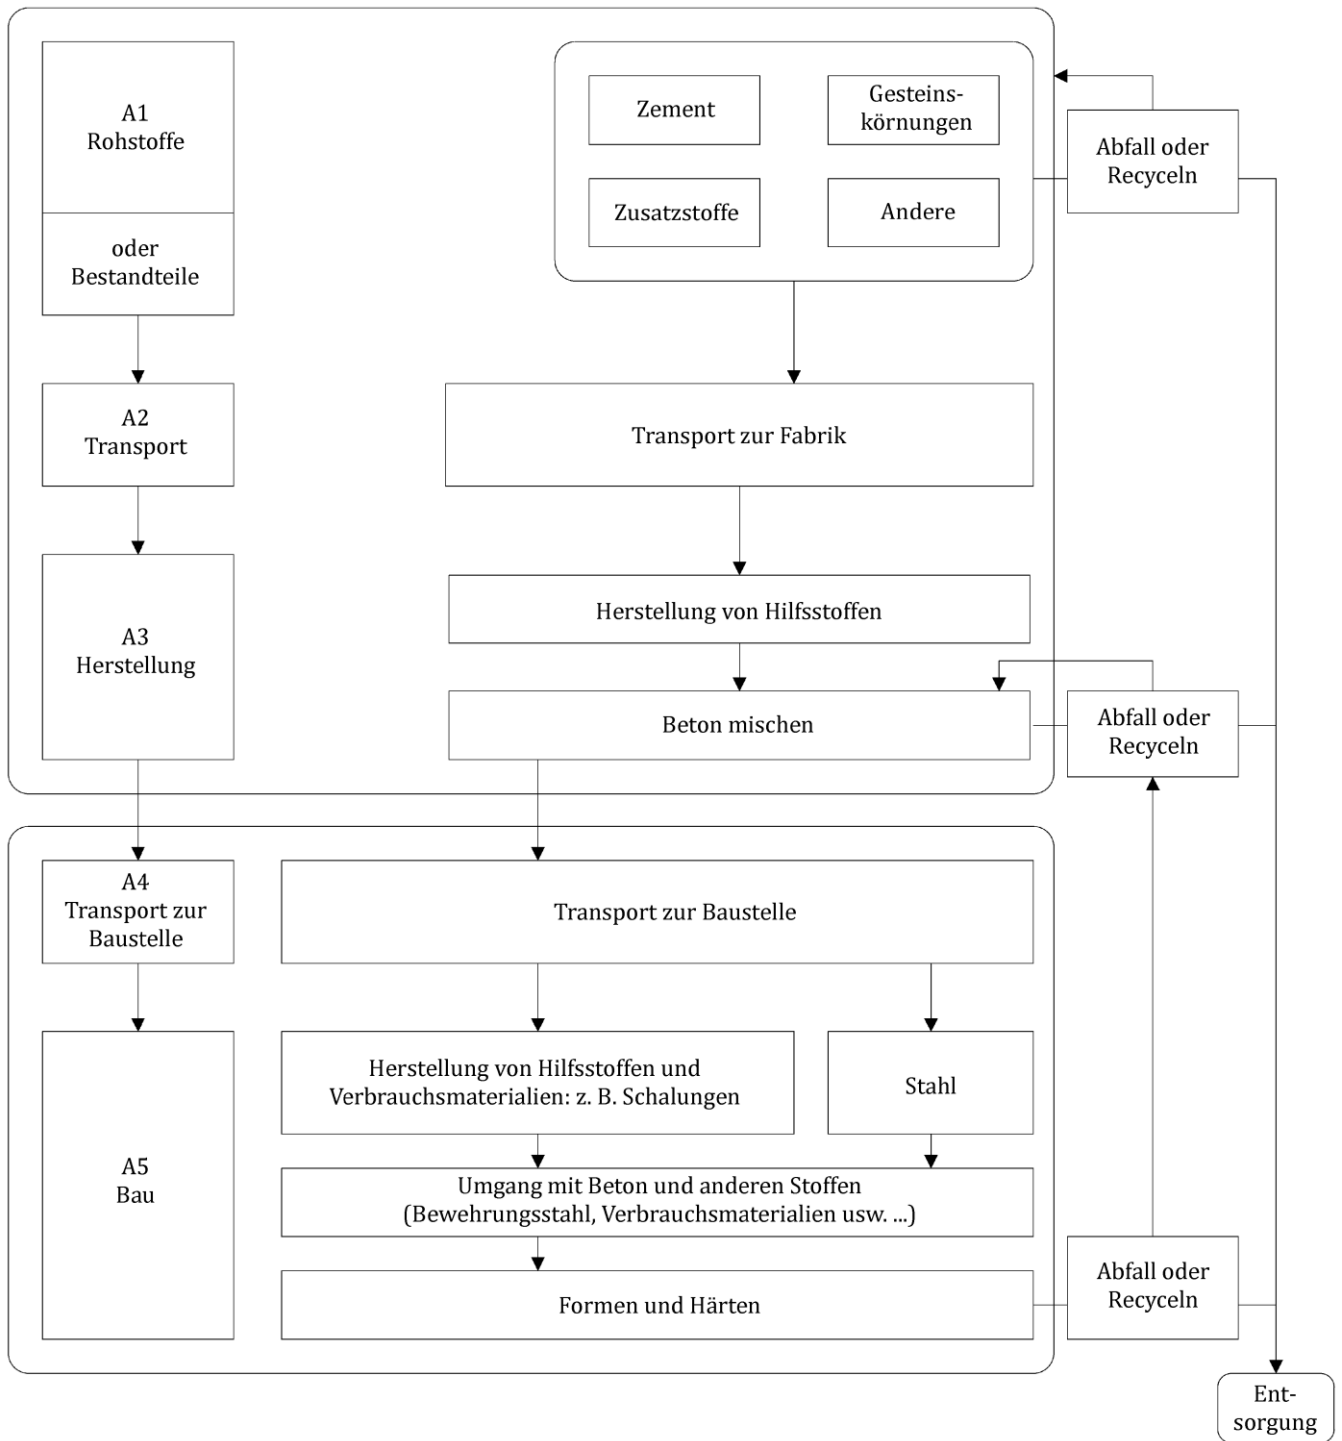 A1
Rohstoffe
oder
Bestandteile
Zement
Gesteins-
körnungen
Zusatzstoffe
Andere
Abfall oder
Recyceln
A2
Transport
Transport zur Fabrik
A3
Herstellung
Herstellung von Hilfsstoffen
Beton mischen
Abfall oder
Recyceln
A4
Transport zur
Baustelle
Transport zur Baustelle
A5
Bau
Herstellung von Hilfsstoffen und
Verbrauchsmaterialien: z. B. Schalungen
Stahl
Umgang mit Beton und anderen Stoffen
(Bewehrungsstahl, Verbrauchsmaterialien usw. ...)
Formen und Härten
Abfall oder
Recyceln
Ent-
sorgung